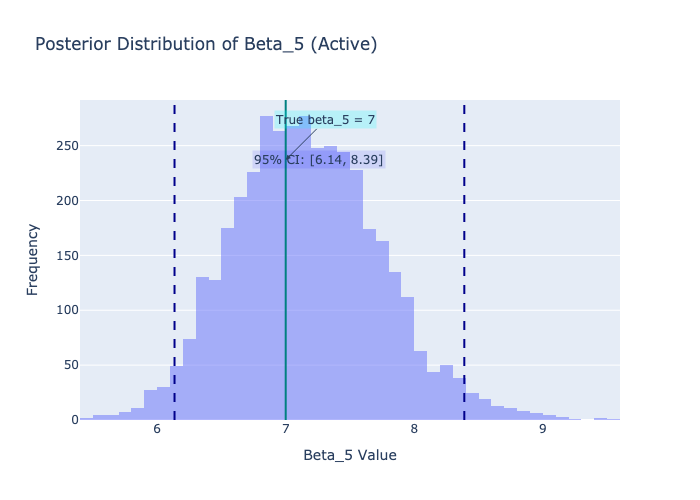 Posterior Distribution of Beta_5 (Active)
True beta_5 = 7
95% CI: [6.14, 8.39]
250
200
150
100
50
0
Frequency
6 7 8 9
Beta_5 Value